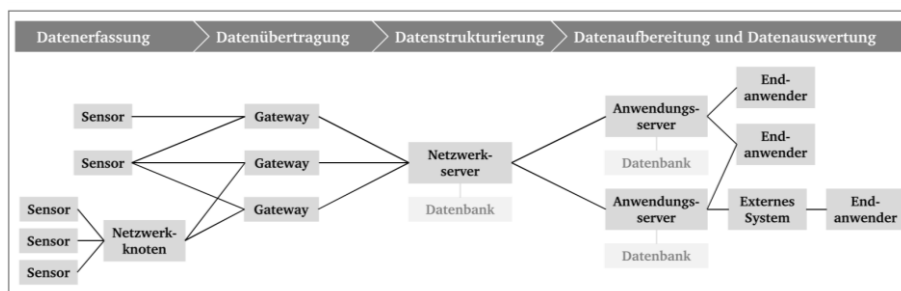 Datenerfassung
Datenübertragung
Datenstrukturierung
Datenaufbereitung und Datenauswertung
Sensor
Sensor
Sensor
Sensor
Sensor
Netzwerk-
knoten
Gateway
Gateway
Gateway
Netzwerk-
server
Datenbank
Anwendungs-
server
Datenbank
Anwendungs-
server
Datenbank
End-
anwender
End-
anwender
Externes
System
End-
anwender